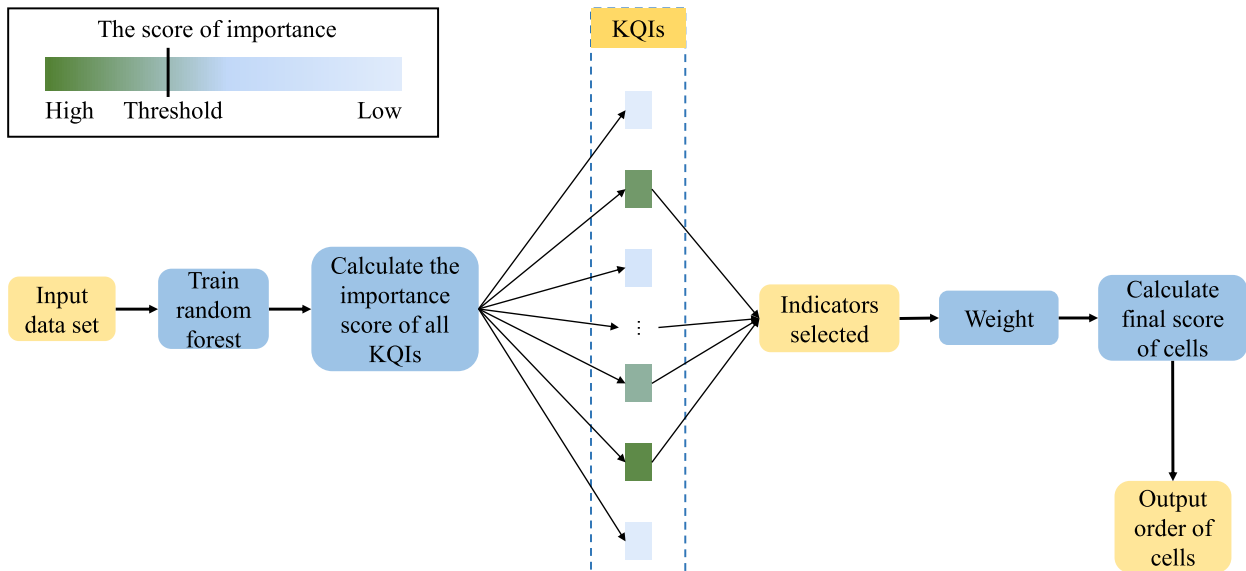 The score of importance
High
Threshold
Low
KQIs
Input
data set
Train
random
forest
Calculate the
importance
score of all
KQIs
⋮
Indicators
selected
Weight
Calculate
final score
of cells
Output
order of
cells